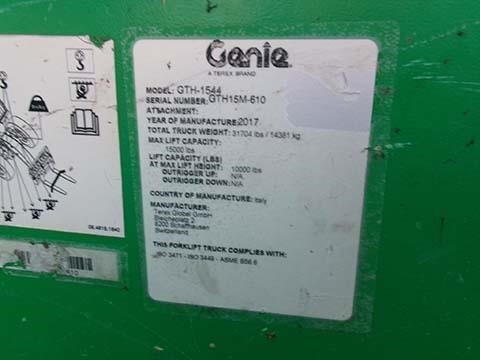 Genie
A TEREX BRAND
MODEL: GTH-1544
SERIAL NUMBER: GTH15M-610
ATTACHMENT:
YEAR OF MANUFACTURE: 2017
TOTAL TRUCK WEIGHT: 31704 lbs / 14381 kg
MAX LIFT CAPACITY:
15000 lbs
LIFT CAPACITY (LBS)
AT MAX LIFT HEIGHT: 10000 lbs
OUTRIGGER UP: N/A
OUTRIGGER DOWN: N/A
COUNTRY OF MANUFACTURE: Italy
MANUFACTURER:
Terex Global GmbH
Bleicheplatz 2
8200 Schaffhausen
Switzerland
THIS FORKLIFT TRUCK COMPLIES WITH:
ISO 3471 - ISO 3449 - ASME B56.6